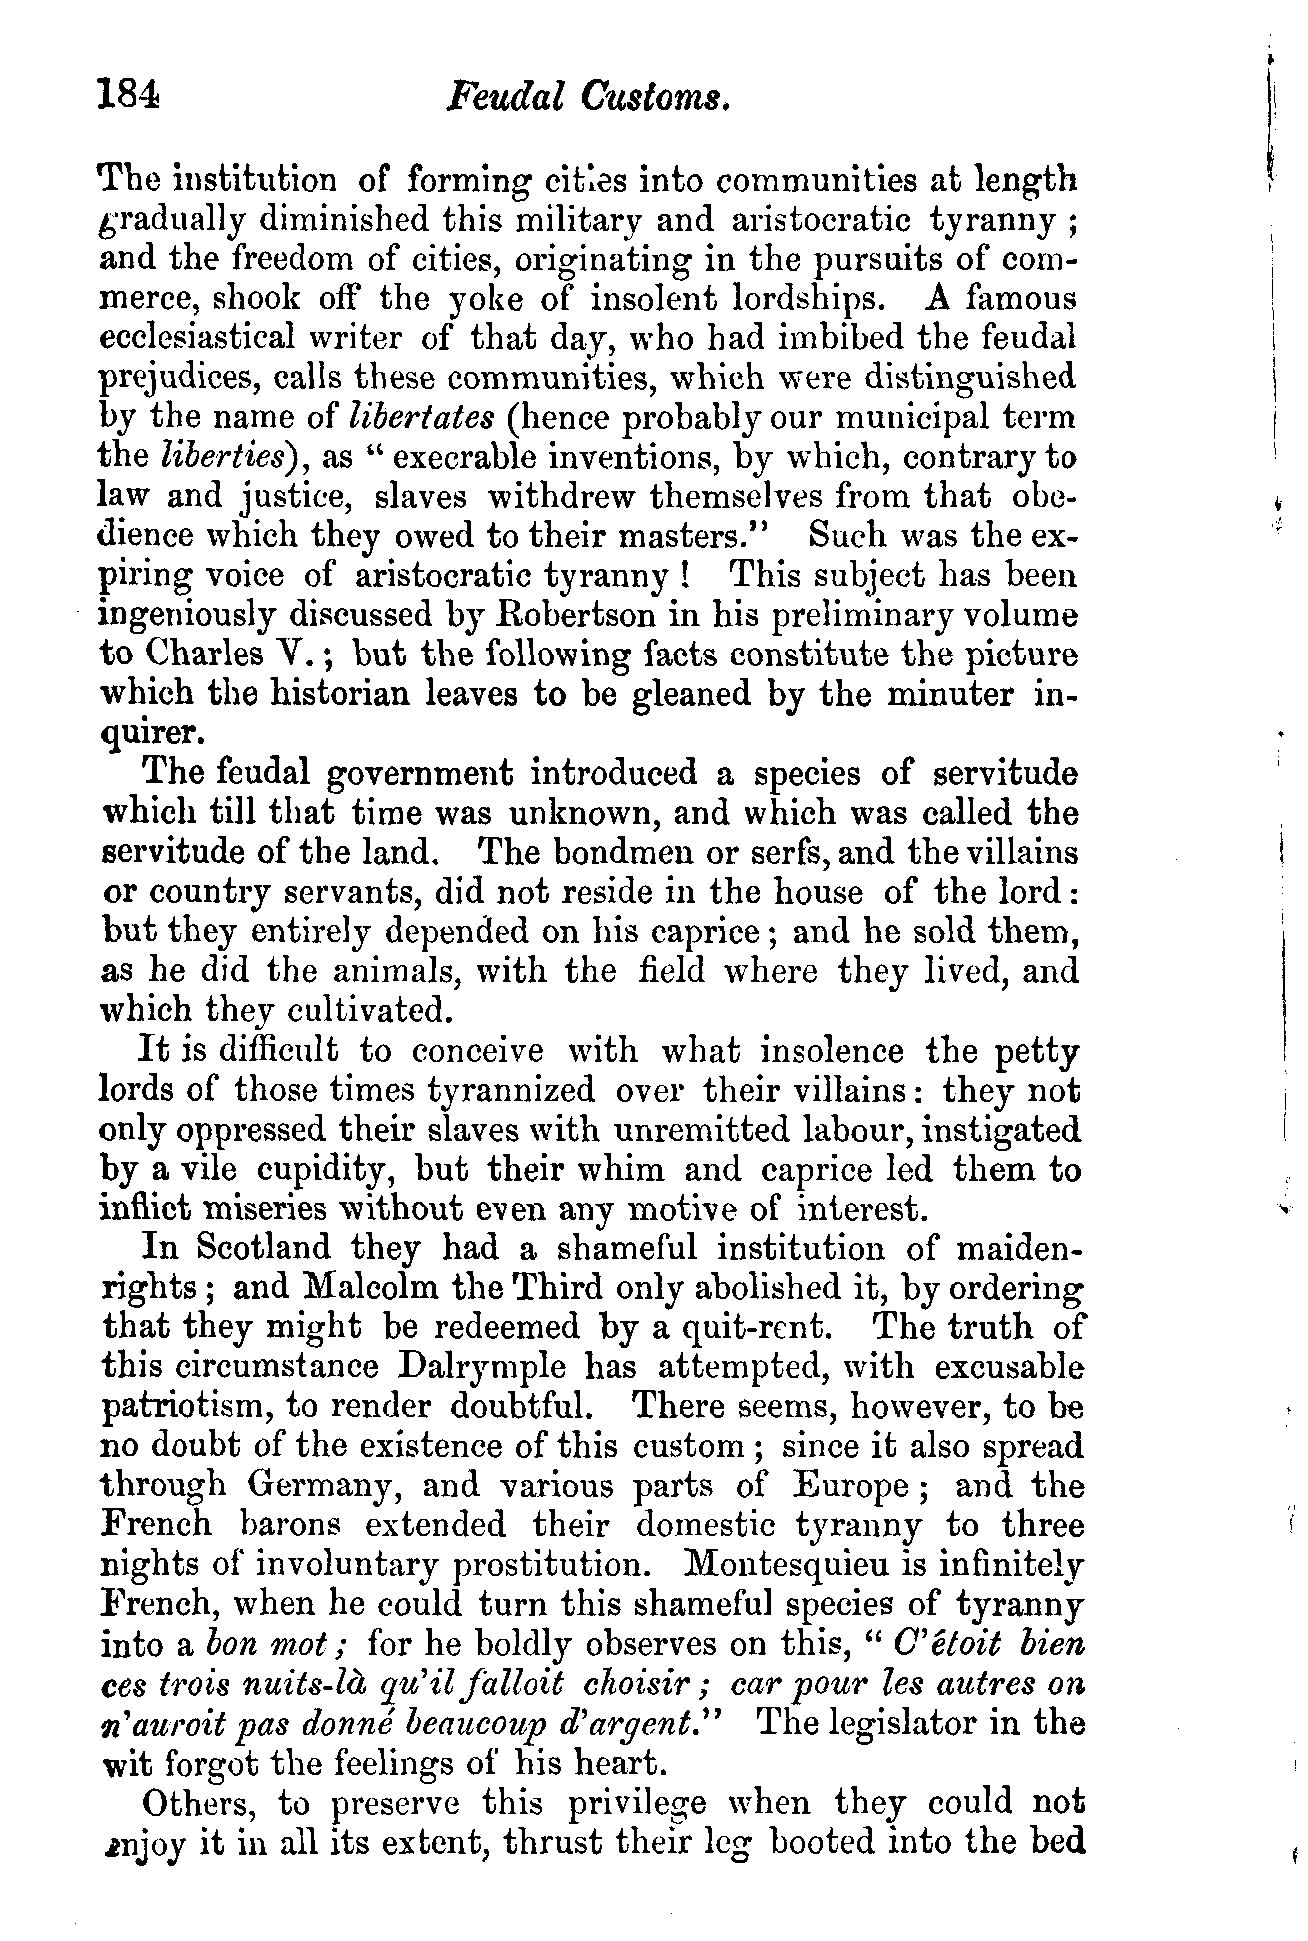 184 Feudal Customs.
The institution of forming cities into communities at length
gradually diminished this military and aristocratic tyranny ;
and the freedom of cities, originating in the pursuits of com-
merce, shook off the yoke of insolent lordships. A famous
ecclesiastical writer of that day, who had imbibed the feudal
prejudices, calls these communities, which were distinguished
by the name of libertates (hence probably our municipal term
the liberties), as “ execrable inventions, by which, contrary to
law and justice, slaves withdrew themselves from that obe-
dience which they owed to their masters.” Such was the ex-
piring voice of aristocratic tyranny ! This subject has been
ingeniously discussed by Robertson in his preliminary volume
to Charles V. ; but the following facts constitute the picture
which the historian leaves to be gleaned by the minuter in-
quirer.
The feudal government introduced a species of servitude
which till that time was unknown, and which was called the
servitude of the land. The bondmen or serfs, and the villains
or country servants, did not reside in the house of the lord :
but they entirely depended on his caprice ; and he sold them,
as he did the animals, with the field where they lived, and
which they cultivated.
It is difficult to conceive with what insolence the petty
lords of those times tyrannized over their villains : they not
only oppressed their slaves with unremitted labour, instigated
by a vile cupidity, but their whim and caprice led them to
inflict miseries without even any motive of interest.
In Scotland they had a shameful institution of maiden-
rights ; and Malcolm the Third only abolished it, by ordering
that they might be redeemed by a quit-rent. The truth of
this circumstance Dalrymple has attempted, with excusable
patriotism, to render doubtful. There seems, however, to be
no doubt of the existence of this custom ; since it also spread
through Germany, and various parts of Europe ; and the
French barons extended their domestic tyranny to three
nights of involuntary prostitution. Montesquieu is infinitely
French, when he could turn this shameful species of tyranny
into a bon mot ; for he boldly observes on this, “ C’étoit bien
ces trois nuits-là qu’il falloit choisir ; car pour les autres on
n’auroit pas donné beaucoup d’argent.” The legislator in the
wit forgot the feelings of his heart.
Others, to preserve this privilege when they could not
enjoy it in all its extent, thrust their leg booted into the bed